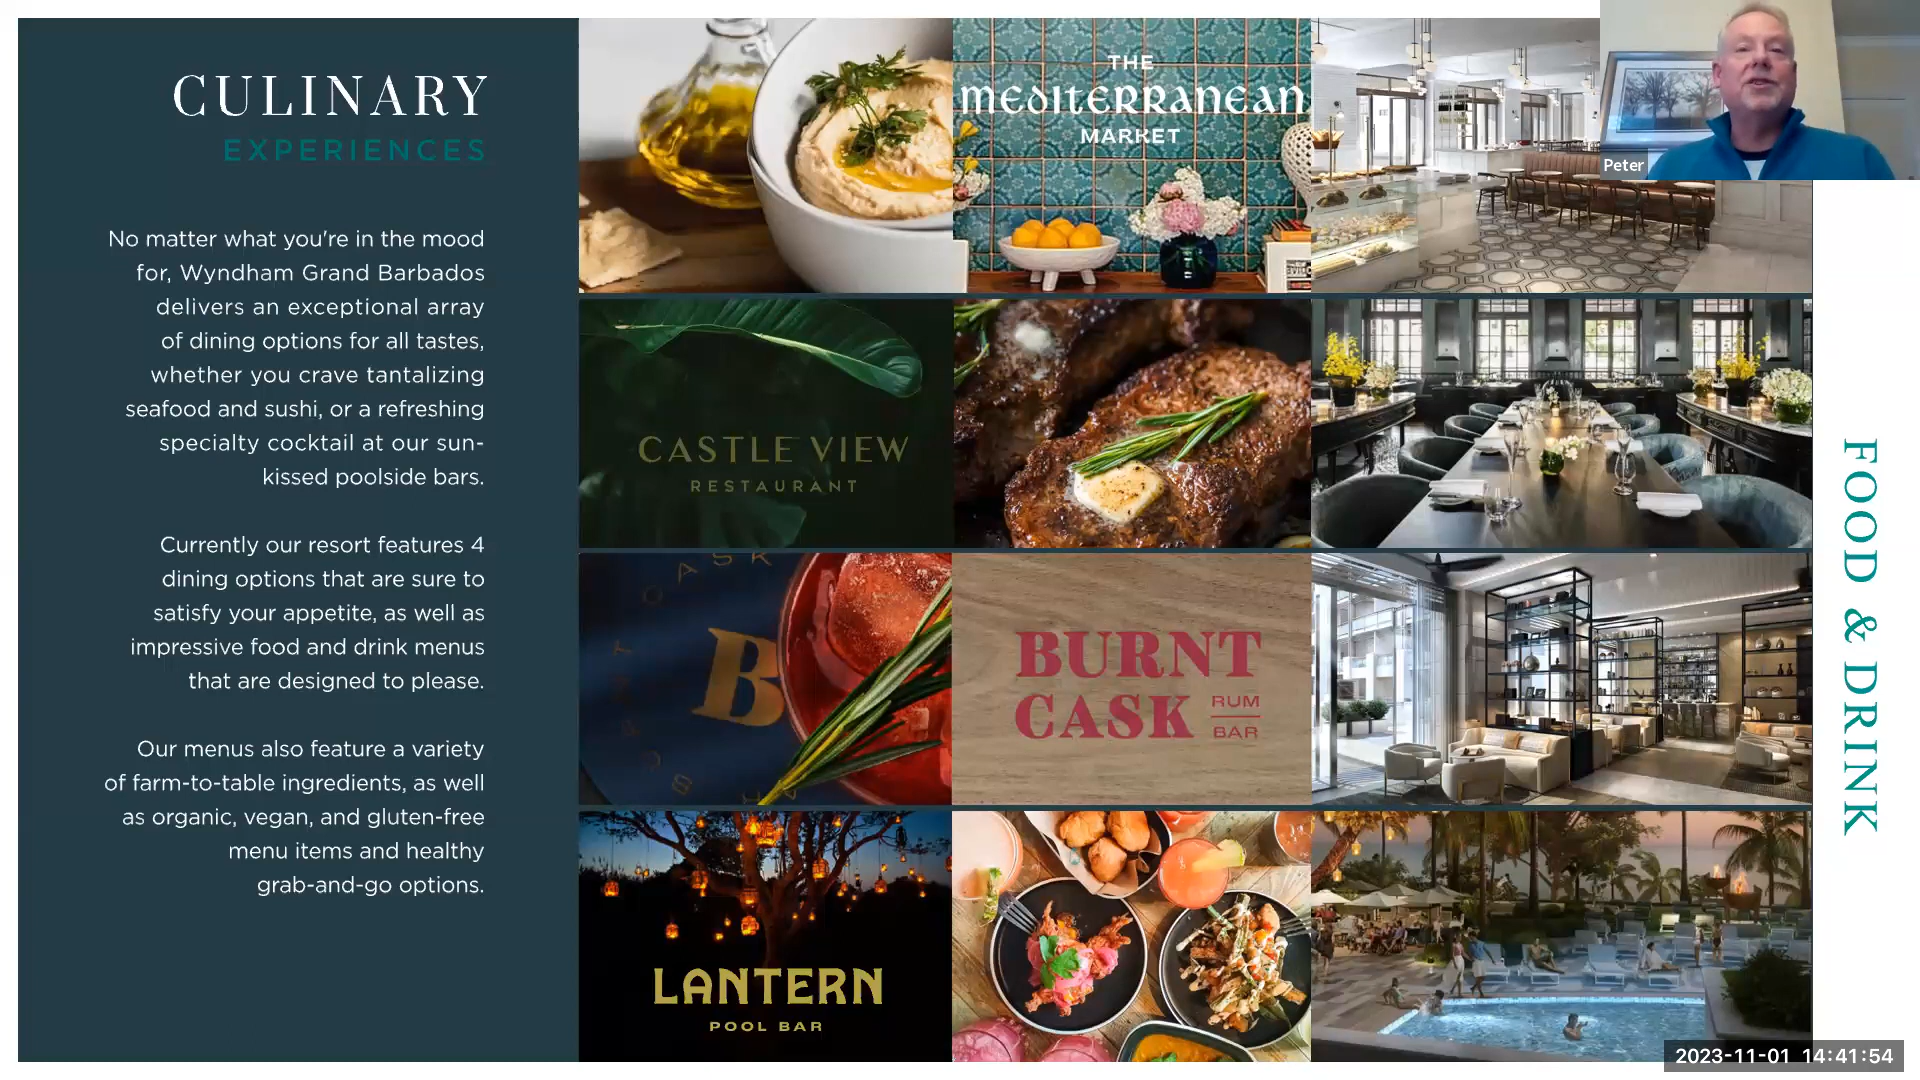 CULINARY
EXPERIENCES
No matter what you're in the mood
for, Wyndham Grand Barbados
delivers an exceptional array
of dining options for all tastes,
whether you crave tantalizing
seafood and sushi, or a refreshing
specialty cocktail at our sun-
kissed poolside bars.
Currently our resort features 4
dining options that are sure to
satisfy your appetite, as well as
impressive food and drink menus
that are designed to please.
Our menus also feature a variety
of farm-to-table ingredients, as well
as organic, vegan, and gluten-free
menu items and healthy
grab-and-go options.
THE
MEDITERRANEAN
MARKET
CASTLE VIEW
RESTAURANT
CASK
B
BURNT
CASK RUM
BAR
LANTERN
POOL BAR
FOOD & DRINK
Peter
2023-11-01 14:41:54